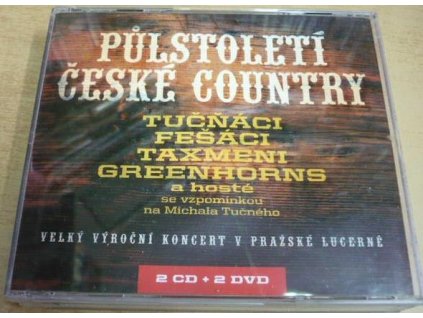 PŮLSTOLETÍ
ČESKÉ COUNTRY
TUČŇÁCI
FEŠÁCI
TAXMENI
GREENHORNS
a hosté
se vzpomínkou
na Michala Tučného
VELKÝ VÝROČNÍ KONCERT V PRAŽSKÉ LUCERNĚ
2 CD + 2 DVD